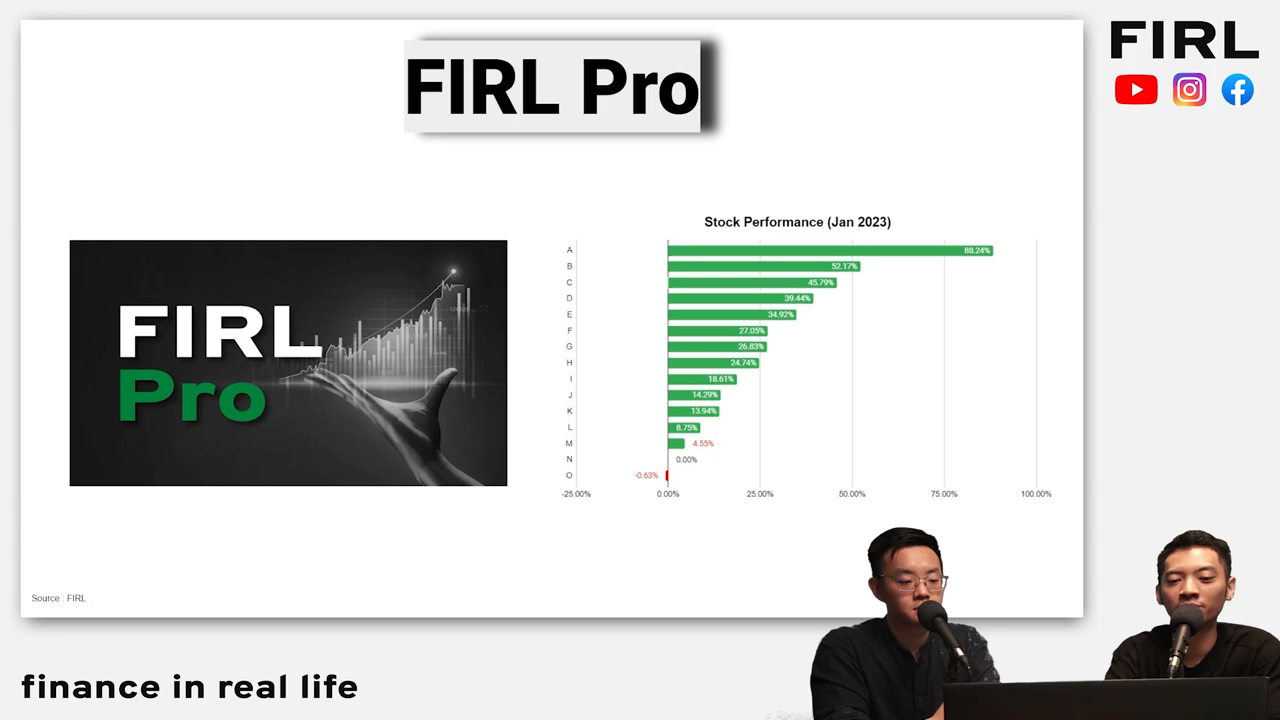 FIRL Pro
FIRL
FIRL
Pro
Stock Performance (Jan 2023)
A 88.24%
B 52.17%
C 45.79%
D 39.44%
E 34.92%
F 27.05%
G 26.83%
H 24.74%
I 18.61%
J 14.29%
K 13.94%
L 8.75%
M 4.55%
N 0.00%
O -0.63%
-25.00% 0.00% 25.00% 50.00% 75.00% 100.00%
Source : FIRL
finance in real life